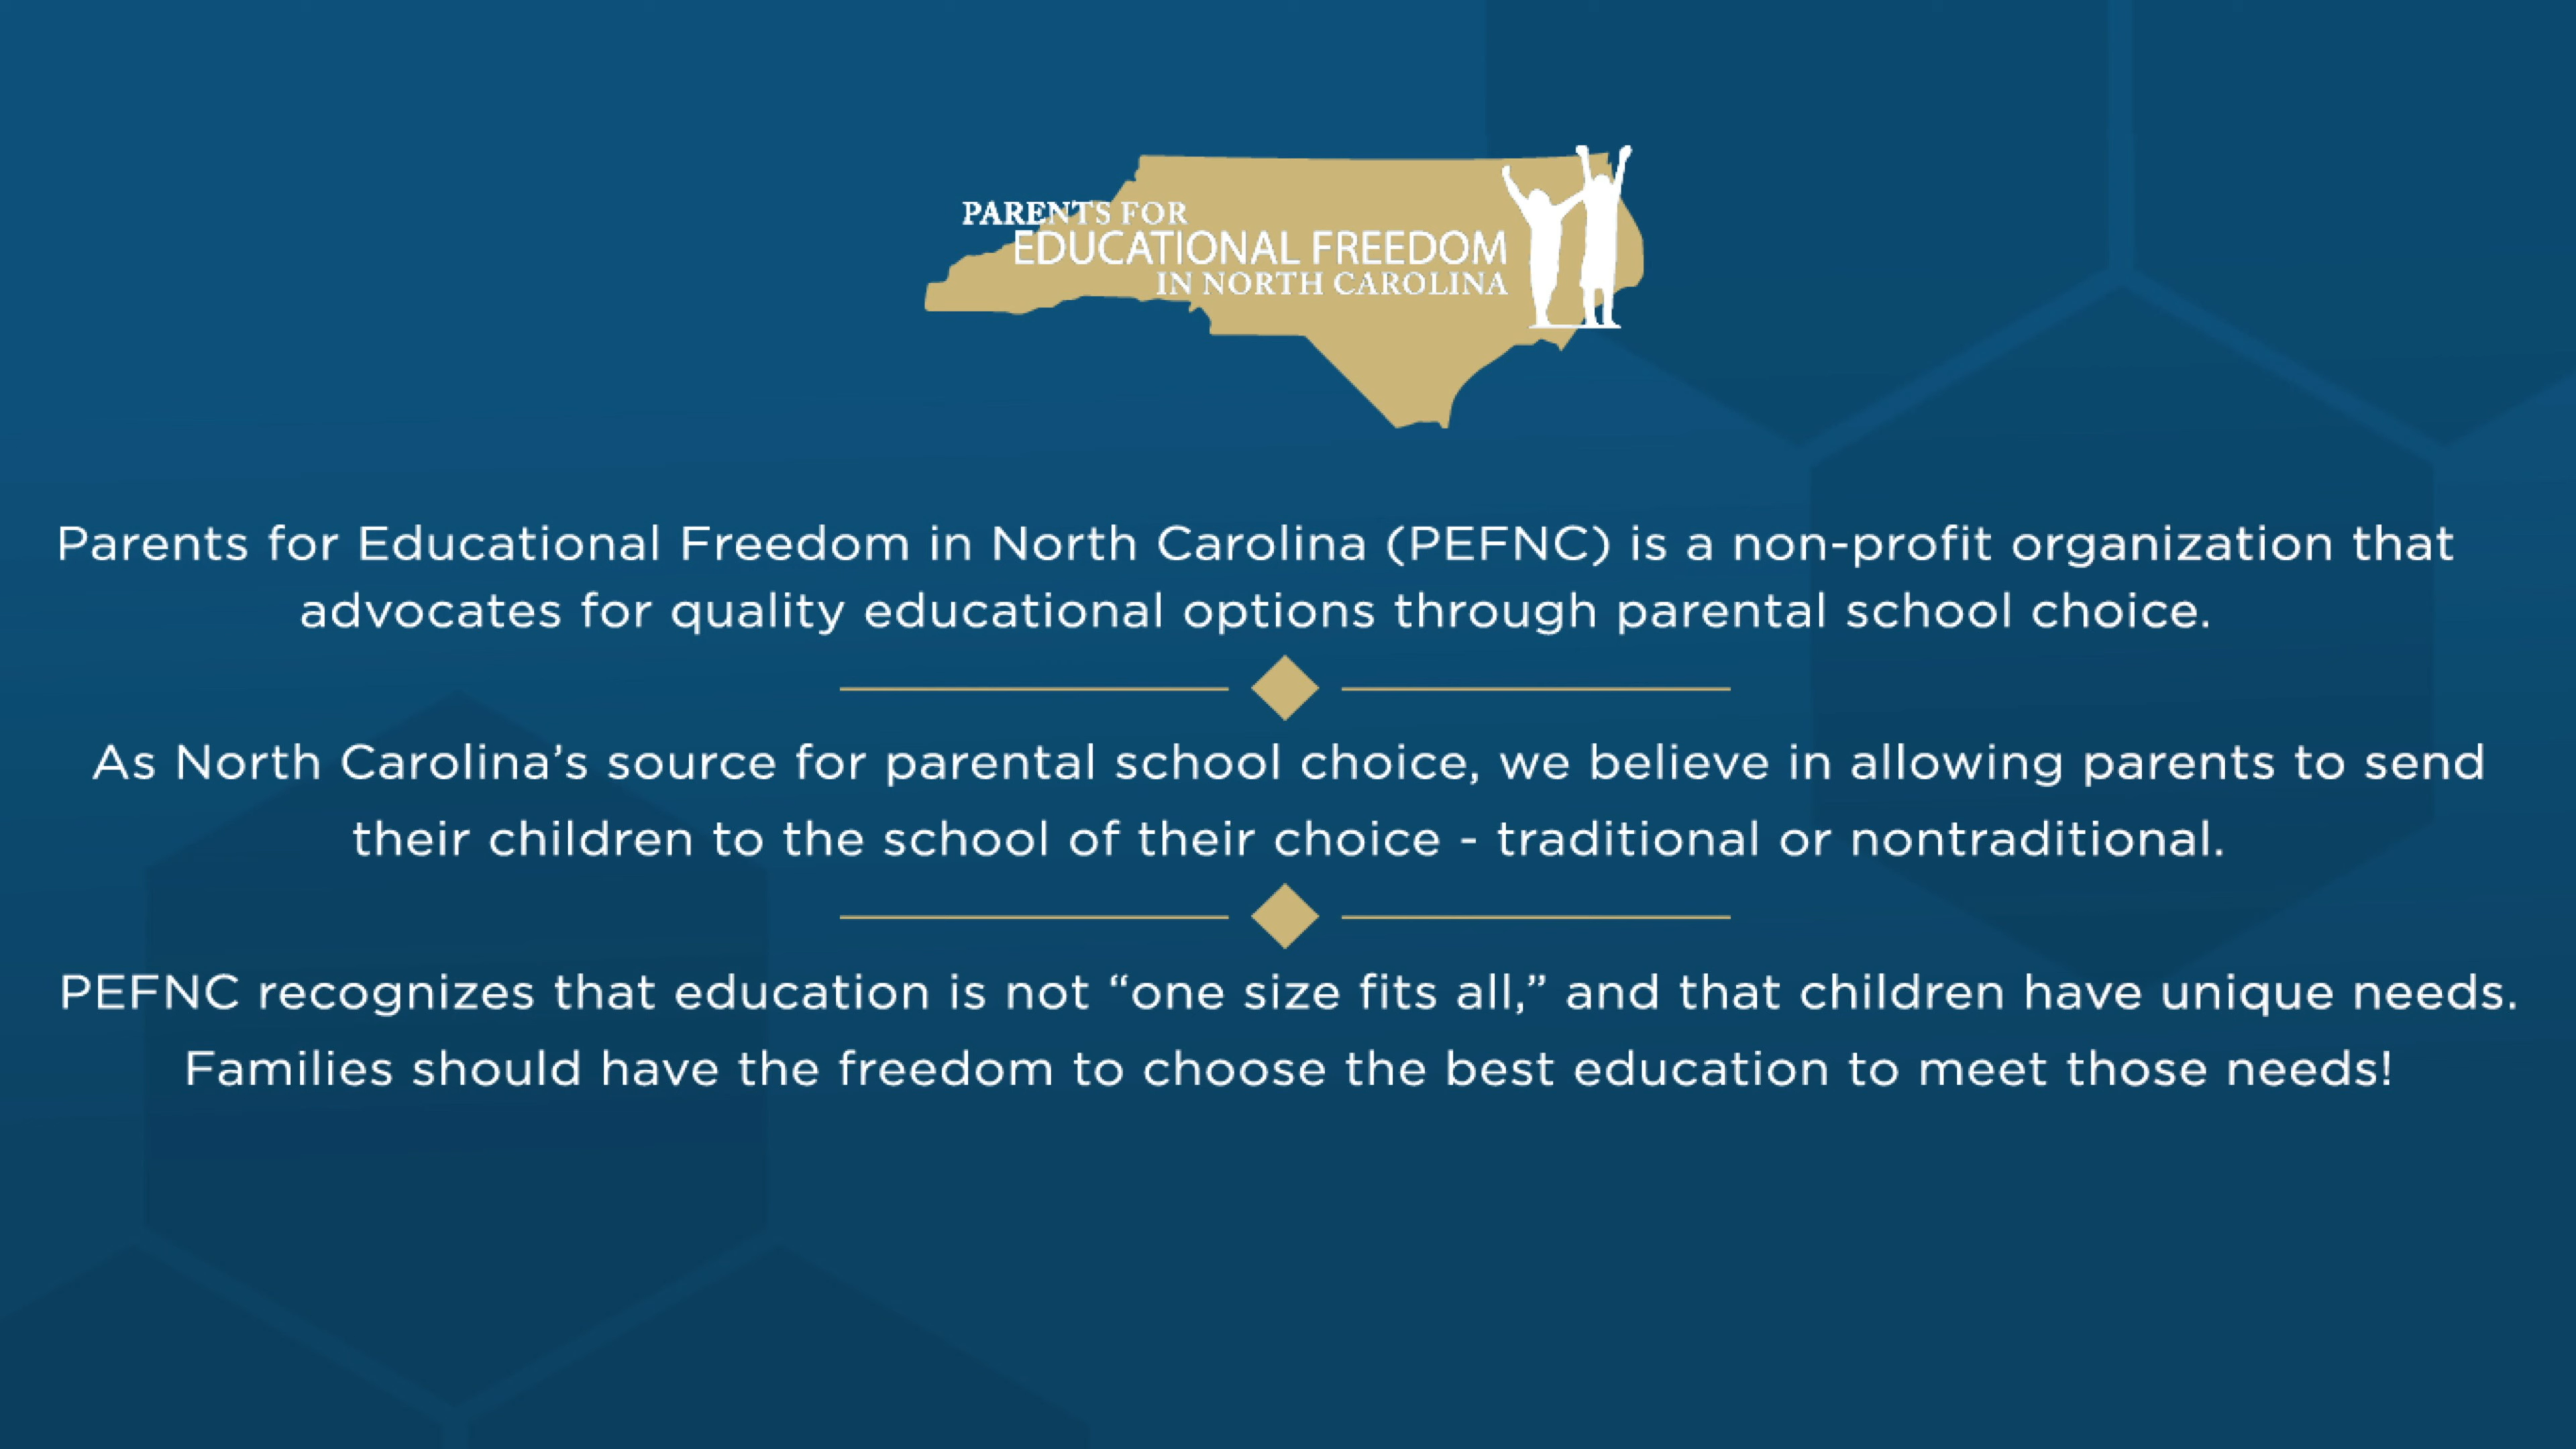 PARENTS FOR
EDUCATIONAL FREEDOM
IN NORTH CAROLINA
Parents for Educational Freedom in North Carolina (PEFNC) is a non-profit organization that
advocates for quality educational options through parental school choice.
As North Carolina’s source for parental school choice, we believe in allowing parents to send
their children to the school of their choice - traditional or nontraditional.
PEFNC recognizes that education is not “one size fits all,” and that children have unique needs.
Families should have the freedom to choose the best education to meet those needs!